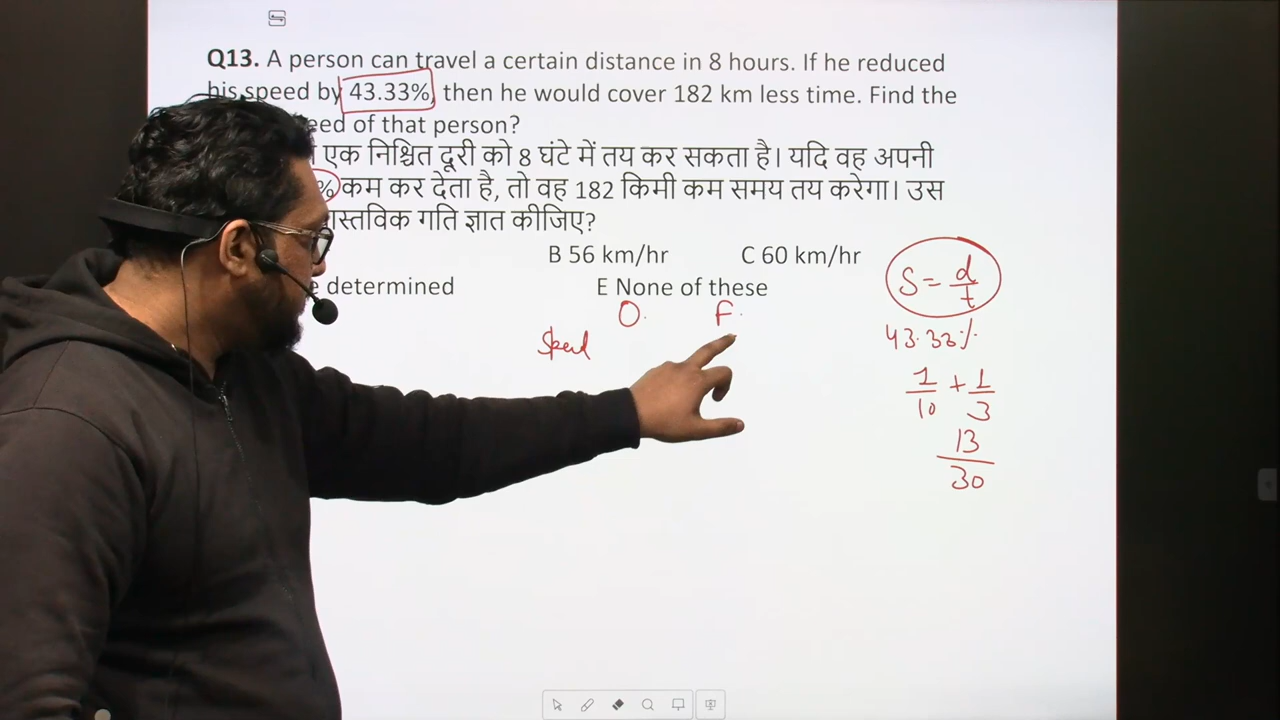 Q13. A person can travel a certain distance in 8 hours. If he reduced
his speed by 43.33%, then he would cover 182 km less time. Find the
eed of that person?
एक निश्चित दूरी को 8 घंटे में तय कर सकता है। यदि वह अपनी
% कम कर देता है, तो वह 182 किमी कम समय तय करेगा। उस
स्तविक गति ज्ञात कीजिए?
B 56 km/hr C 60 km/hr
determined E None of these
S = d/t
O. F.
Speed
43.33%
1/10 + 1/3
13/30